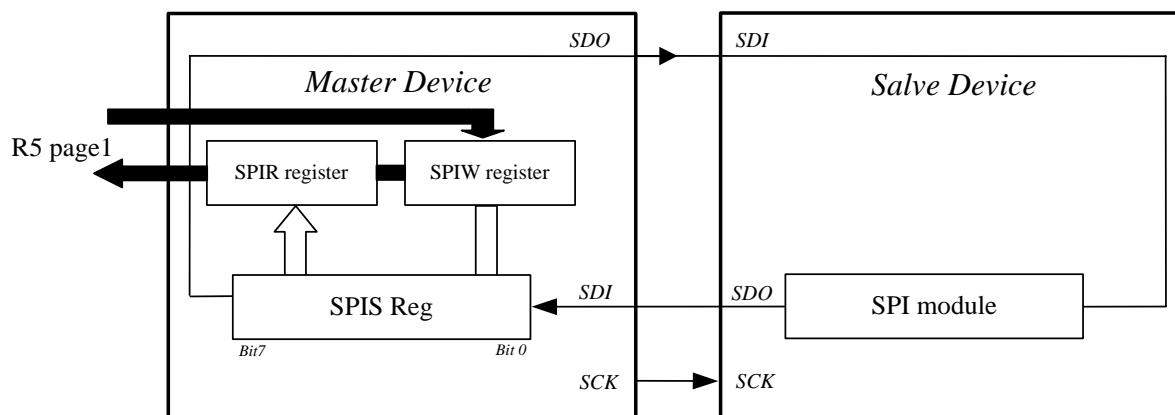 SDO
SDI
Master Device
Salve Device
R5 page1
SPIR register
SPIW register
SPIS Reg
SDI
SDO
SPI module
Bit7
Bit 0
SCK
SCK